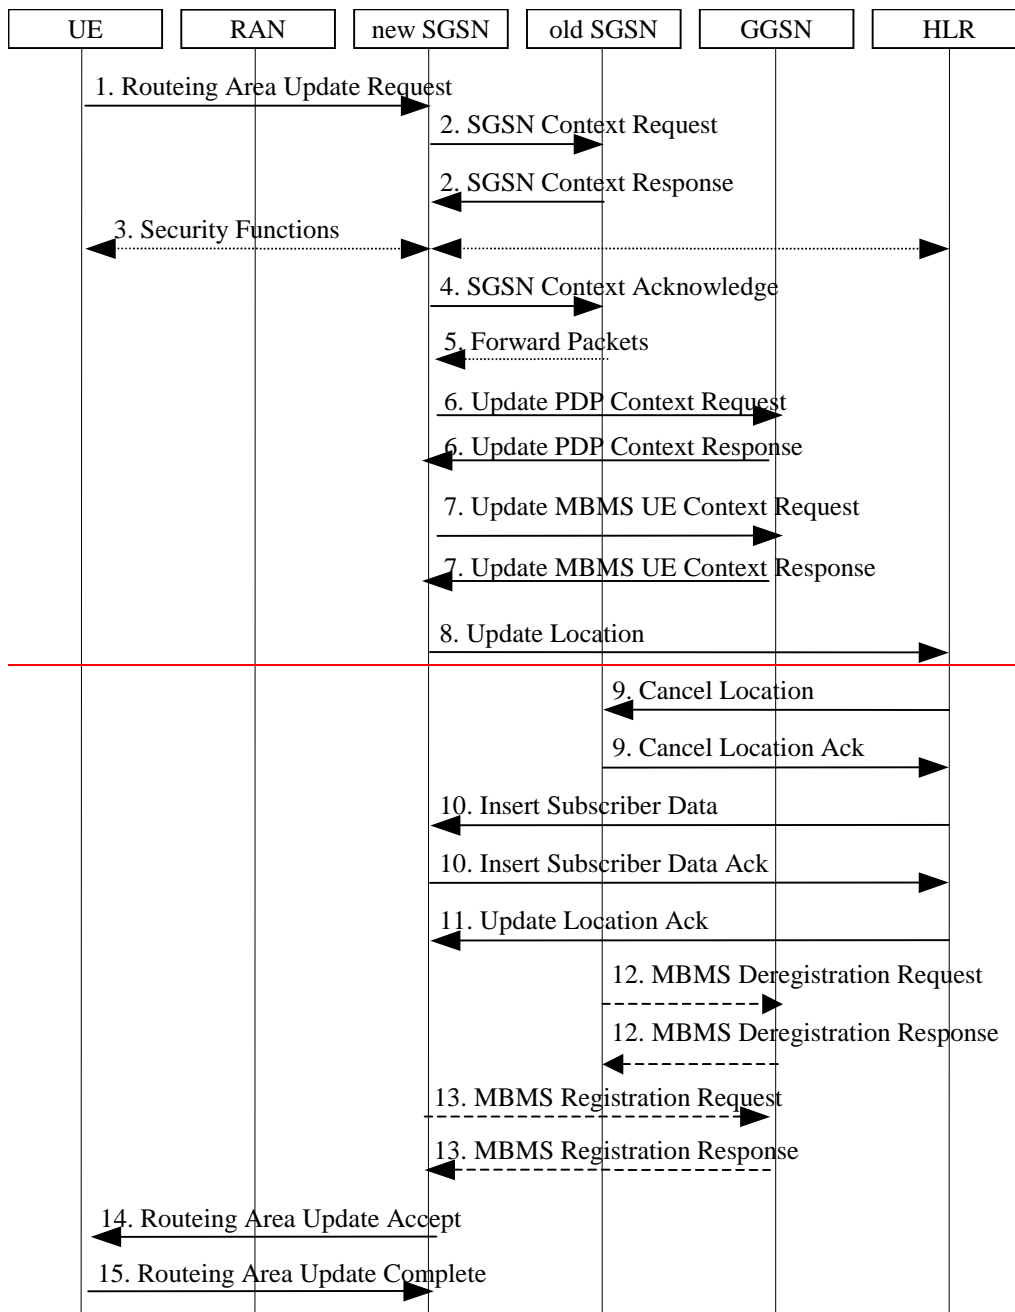 UE RAN new SGSN old SGSN GGSN HLR
1. Routeing Area Update Request
2. SGSN Context Request
2. SGSN Context Response
3. Security Functions
4. SGSN Context Acknowledge
5. Forward Packets
6. Update PDP Context Request
6. Update PDP Context Response
7. Update MBMS UE Context Request
7. Update MBMS UE Context Response
8. Update Location
9. Cancel Location
9. Cancel Location Ack
10. Insert Subscriber Data
10. Insert Subscriber Data Ack
11. Update Location Ack
12. MBMS Deregistration Request
12. MBMS Deregistration Response
13. MBMS Registration Request
13. MBMS Registration Response
14. Routeing Area Update Accept
15. Routeing Area Update Complete